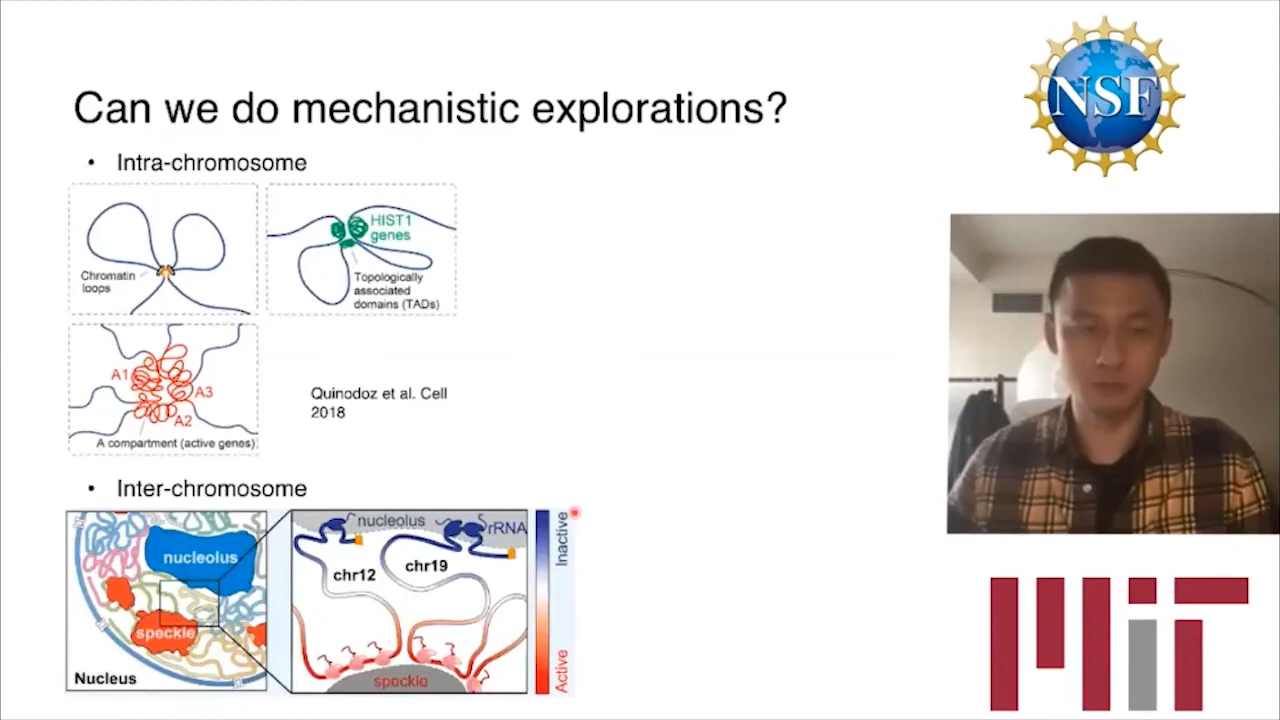 Can we do mechanistic explorations?
• Intra-chromosome
Chromatin
loops
HIST1
genes
Topologically
associated
domains (TADs)
A1
A3
A2
A compartment (active genes)
Quinodoz et al. Cell
2018
• Inter-chromosome
nucleolus
speckle
Nucleus
nucleolus
rRNA
chr12
chr19
speckle
Inactive
Active
NSF
MIT